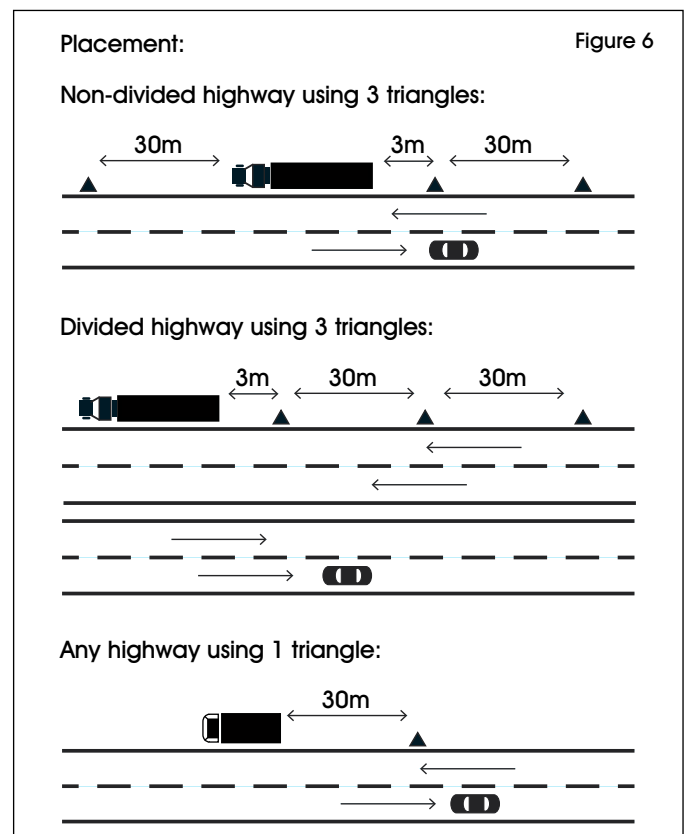 Placement: Figure 6
Non-divided highway using 3 triangles:
30m 3m 30m
Divided highway using 3 triangles:
3m 30m 30m
Any highway using 1 triangle:
30m